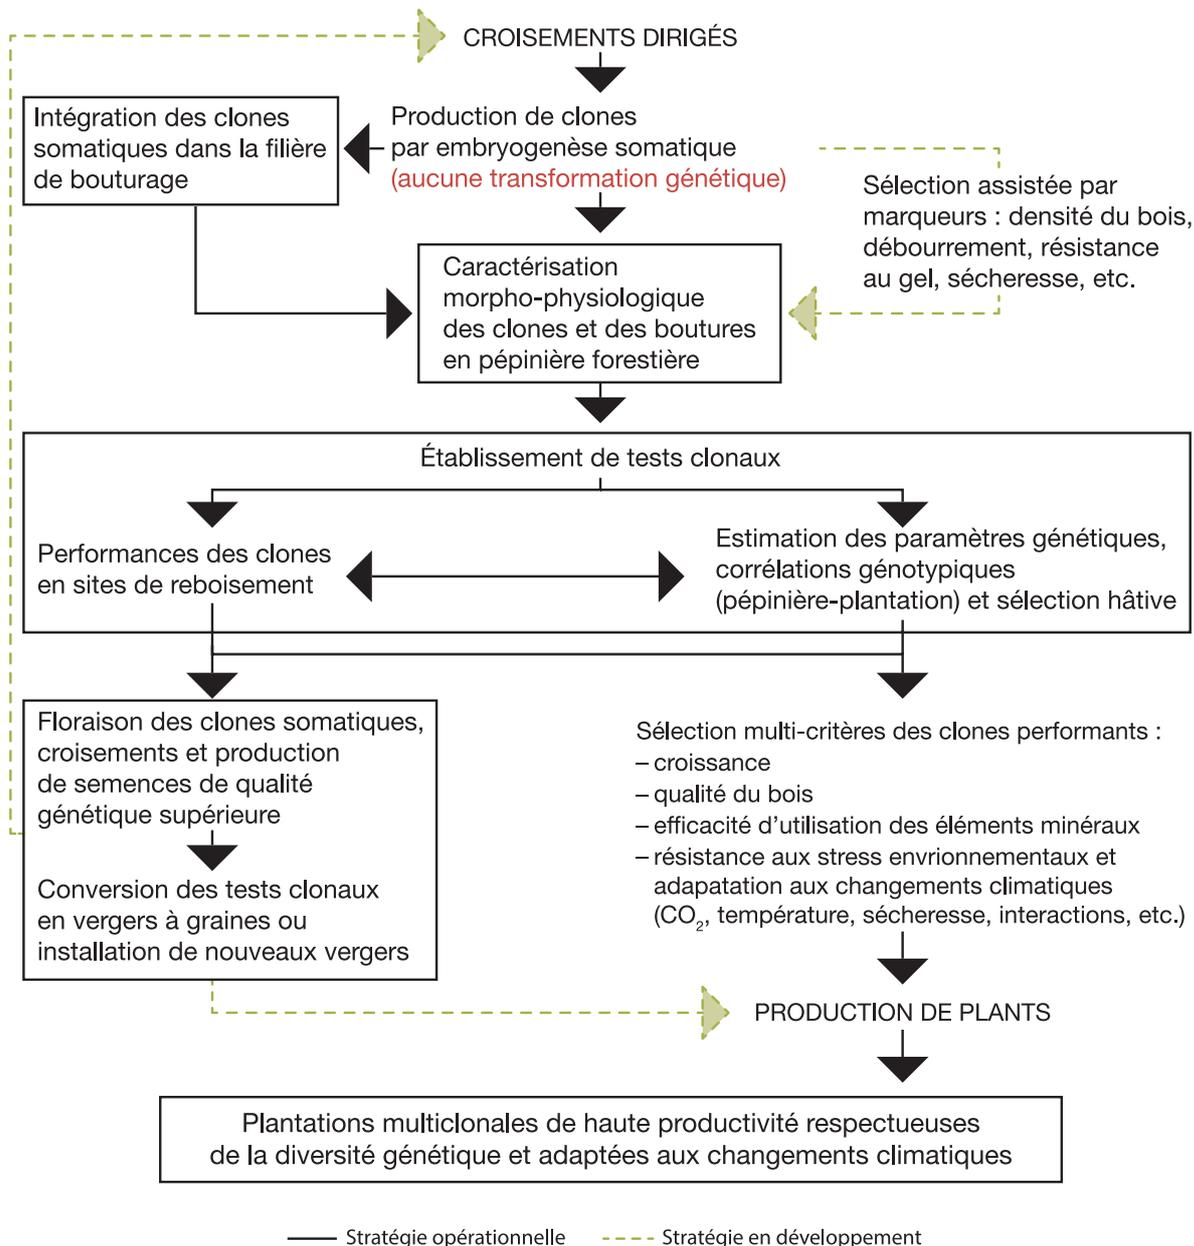 CROISEMENTS DIRIGÉS
Intégration des clones
somatiques dans la filière
de bouturage
Production de clones
par embryogenèse somatique
(aucune transformation génétique)
Sélection assistée par
marqueurs : densité du bois,
débourrement, résistance
au gel, sécheresse, etc.
Caractérisation
morpho-physiologique
des clones et des boutures
en pépinière forestière
Établissement de tests clonaux
Performances des clones
en sites de reboisement
Estimation des paramètres génétiques,
corrélations génotypiques
(pépinière-plantation) et sélection hâtive
Floraison des clones somatiques,
croisements et production
de semences de qualité
génétique supérieure
Conversion des tests clonaux
en vergers à graines ou
installation de nouveaux vergers
Sélection multi-critères des clones performants :
– croissance
– qualité du bois
– efficacité d'utilisation des éléments minéraux
– résistance aux stress envrionnementaux et
adapatation aux changements climatiques
(CO₂, température, sécheresse, interactions, etc.)
PRODUCTION DE PLANTS
Plantations multiclonales de haute productivité respectueuses
de la diversité génétique et adaptées aux changements climatiques
Stratégie opérationnelle
Stratégie en développement